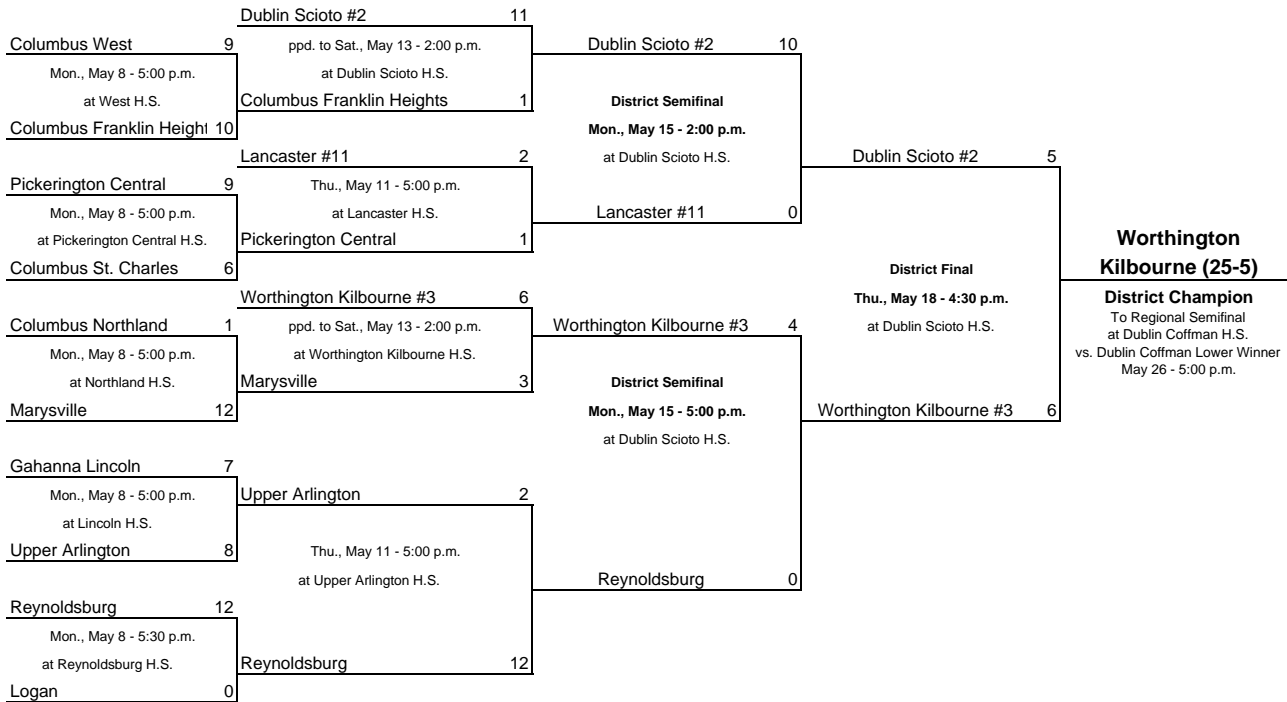 Dublin Scioto #2 11
Columbus West 9
ppd. to Sat., May 13 - 2:00 p.m.
Dublin Scioto #2 10
Mon., May 8 - 5:00 p.m.
at Dublin Scioto H.S.
at West H.S.
Columbus Franklin Heights 1
District Semifinal
Columbus Franklin Height 10
Mon., May 15 - 2:00 p.m.
Lancaster #11 2
at Dublin Scioto H.S.
Dublin Scioto #2 5
Pickerington Central 9
Thu., May 11 - 5:00 p.m.
Mon., May 8 - 5:00 p.m.
at Lancaster H.S.
Lancaster #11 0
at Pickerington Central H.S.
Pickerington Central 1
Worthington
Columbus St. Charles 6
District Final
Kilbourne (25-5)
Worthington Kilbourne #3 6
Thu., May 18 - 4:30 p.m.
District Champion
Columbus Northland 1
ppd. to Sat., May 13 - 2:00 p.m.
Worthington Kilbourne #3 4
at Dublin Scioto H.S.
To Regional Semifinal
at Dublin Coffman H.S.
Mon., May 8 - 5:00 p.m.
at Worthington Kilbourne H.S.
vs. Dublin Coffman Lower Winner
at Northland H.S.
Marysville 3
District Semifinal
May 26 - 5:00 p.m.
Marysville 12
Mon., May 15 - 5:00 p.m.
Worthington Kilbourne #3 6
at Dublin Scioto H.S.
Gahanna Lincoln 7
Mon., May 8 - 5:00 p.m.
Upper Arlington 2
at Lincoln H.S.
Upper Arlington 8
Thu., May 11 - 5:00 p.m.
at Upper Arlington H.S.
Reynoldsburg 0
Reynoldsburg 12
Mon., May 8 - 5:30 p.m.
at Reynoldsburg H.S.
Reynoldsburg 12
Logan 0